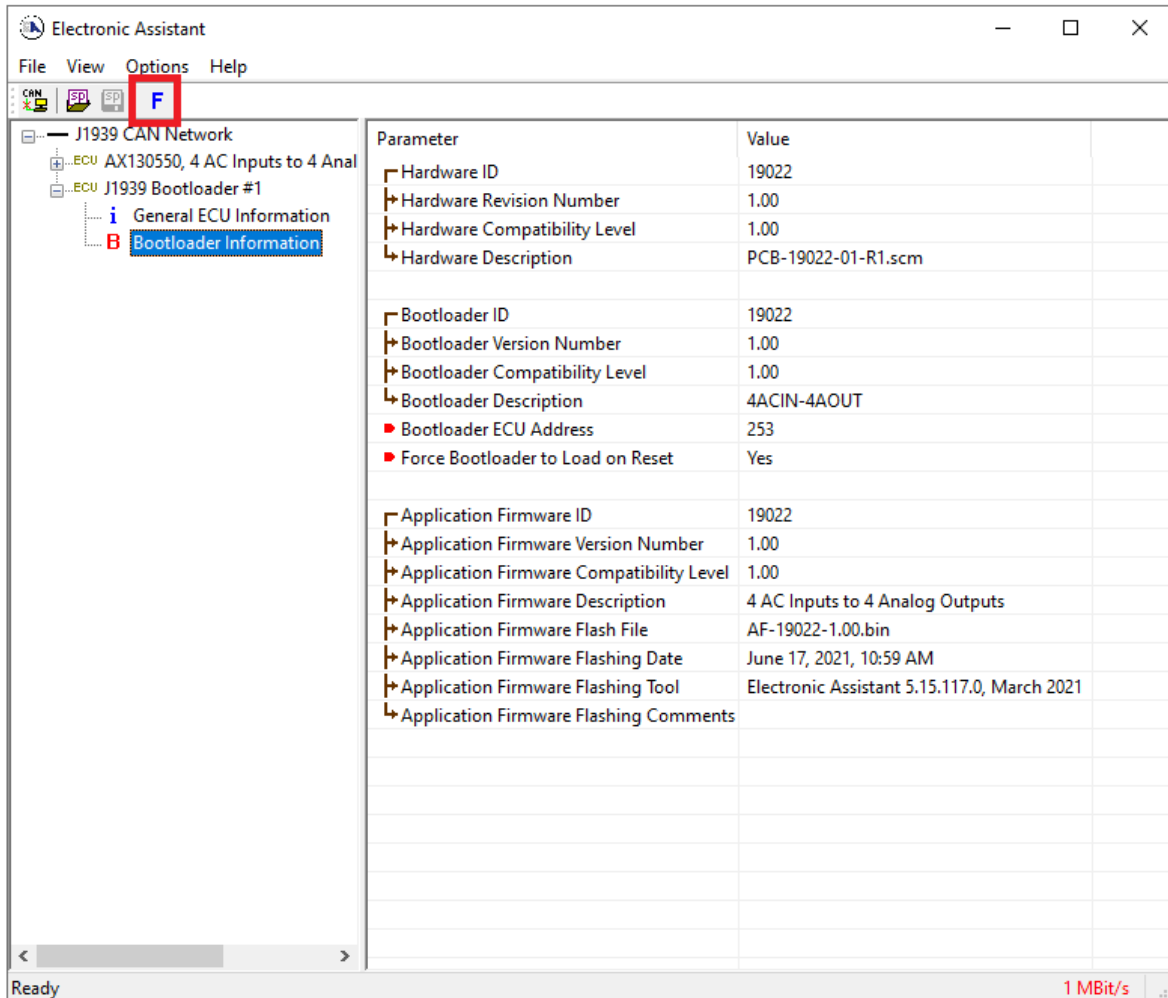 Electronic Assistant
File View Options Help
CAN SP SP F
J1939 CAN Network
ECU AX130550, 4 AC Inputs to 4 Anal
ECU J1939 Bootloader #1
i General ECU Information
B Bootloader Information
Parameter Value
Hardware ID 19022
Hardware Revision Number 1.00
Hardware Compatibility Level 1.00
Hardware Description PCB-19022-01-R1.scm
Bootloader ID 19022
Bootloader Version Number 1.00
Bootloader Compatibility Level 1.00
Bootloader Description 4ACIN-4AOUT
Bootloader ECU Address 253
Force Bootloader to Load on Reset Yes
Application Firmware ID 19022
Application Firmware Version Number 1.00
Application Firmware Compatibility Level 1.00
Application Firmware Description 4 AC Inputs to 4 Analog Outputs
Application Firmware Flash File AF-19022-1.00.bin
Application Firmware Flashing Date June 17, 2021, 10:59 AM
Application Firmware Flashing Tool Electronic Assistant 5.15.117.0, March 2021
Application Firmware Flashing Comments
Ready 1 MBit/s